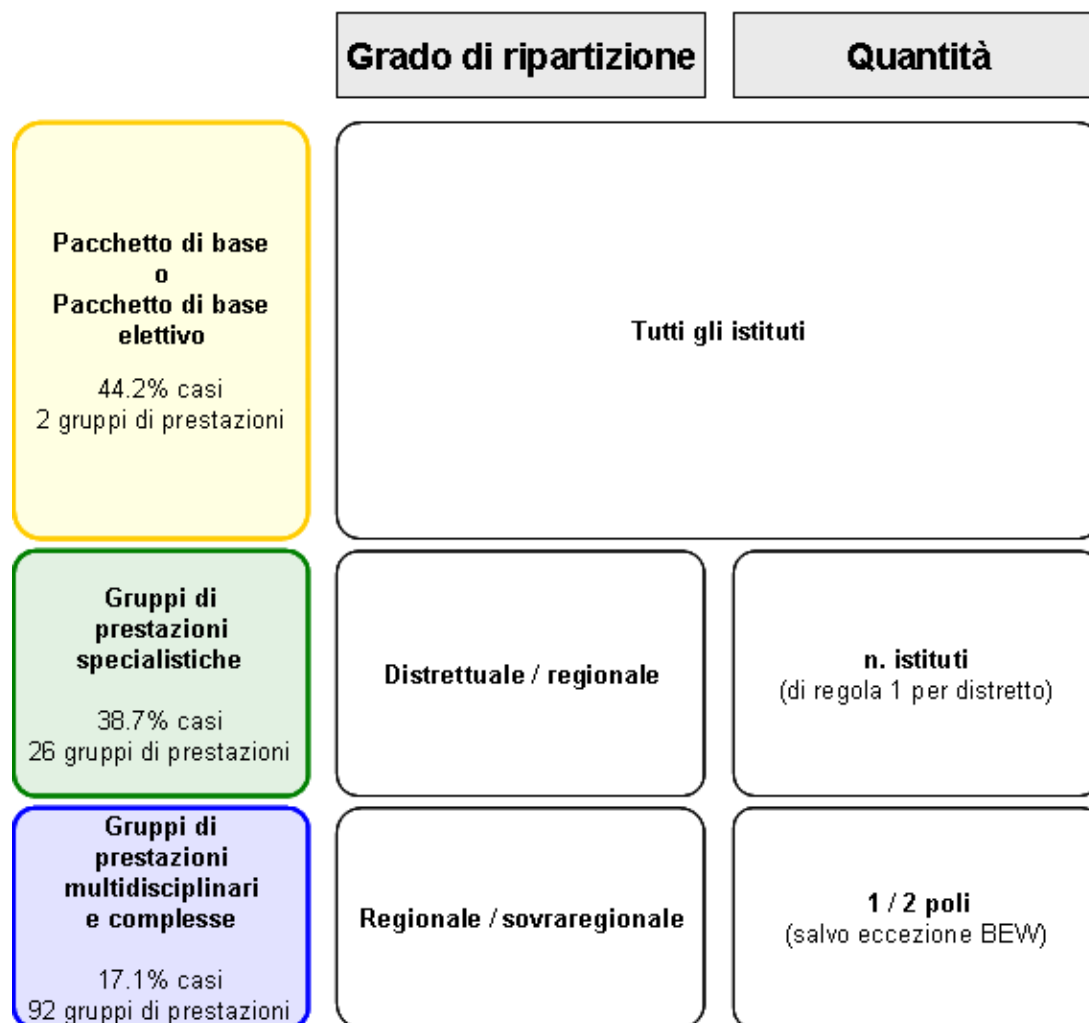 Grado di ripartizione
Quantità
Pacchetto di base
o
Pacchetto di base
elettivo
44.2% casi
2 gruppi di prestazioni
Tutti gli istituti
Gruppi di
prestazioni
specialistiche
38.7% casi
26 gruppi di prestazioni
Distrettuale / regionale
n. istituti
(di regola 1 per distretto)
Gruppi di
prestazioni
multidisciplinari
e complesse
17.1% casi
92 gruppi di prestazioni
Regionale / sovraregionale
1 / 2 poli
(salvo eccezione BEW)